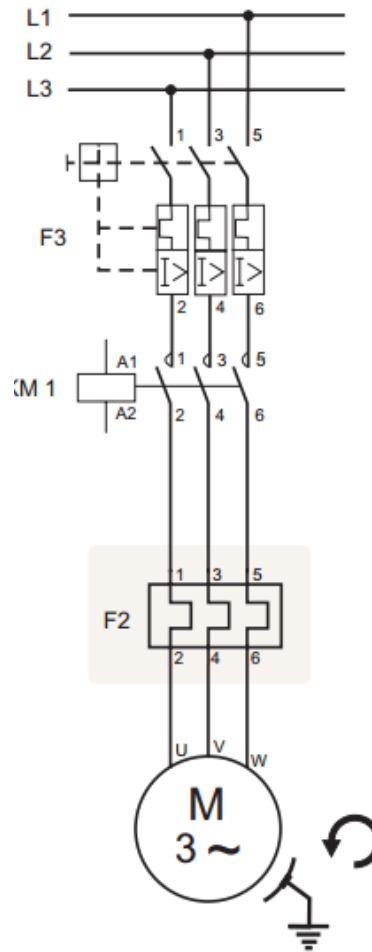 L1
L2
L3
1 3 5
F3
I> I> I>
2 4 6
A1 1 3 5
KM 1
A2 2 4 6
1 3 5
F2
2 4 6
U V W
M
3 ~